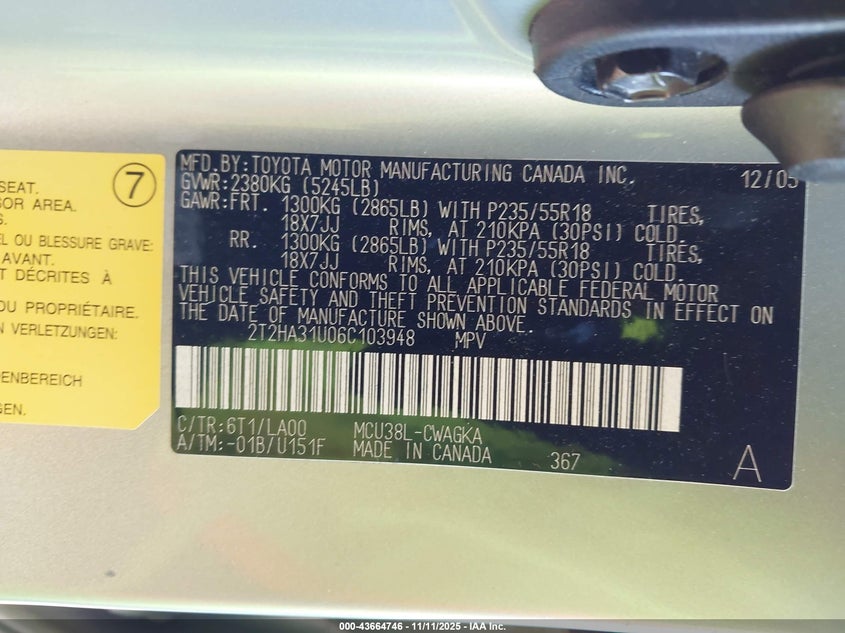 SEAT.
SOR AREA.
S.
EL OU BLESSURE GRAVE:
AVANT.
T DÉCRITES À
U PROPRIÉTAIRE.
N VERLETZUNGEN:
DENBEREICH
GEN.
7
MFD.BY:TOYOTA MOTOR MANUFACTURING CANADA INC. 12/05
GVWR:2380KG (5245LB)
GAWR:FRT. 1300KG (2865LB) WITH P235/55R18 TIRES,
18X7JJ RIMS, AT 210KPA (30PSI) COLD
RR. 1300KG (2865LB) WITH P235/55R18 TIRES,
18X7JJ RIMS, AT 210KPA (30PSI) COLD
THIS VEHICLE CONFORMS TO ALL APPLICABLE FEDERAL MOTOR
VEHICLE SAFETY AND THEFT PREVENTION STANDARDS IN EFFECT ON
THE DATE OF MANUFACTURE SHOWN ABOVE.
2T2HA31U06C103948 MPV
C/TR:6T1/LA00 MCU38L-CWAGKA
A/TM:-01B/U151F MADE IN CANADA 367 A
000-43664746 - 11/11/2025 - IAA Inc.